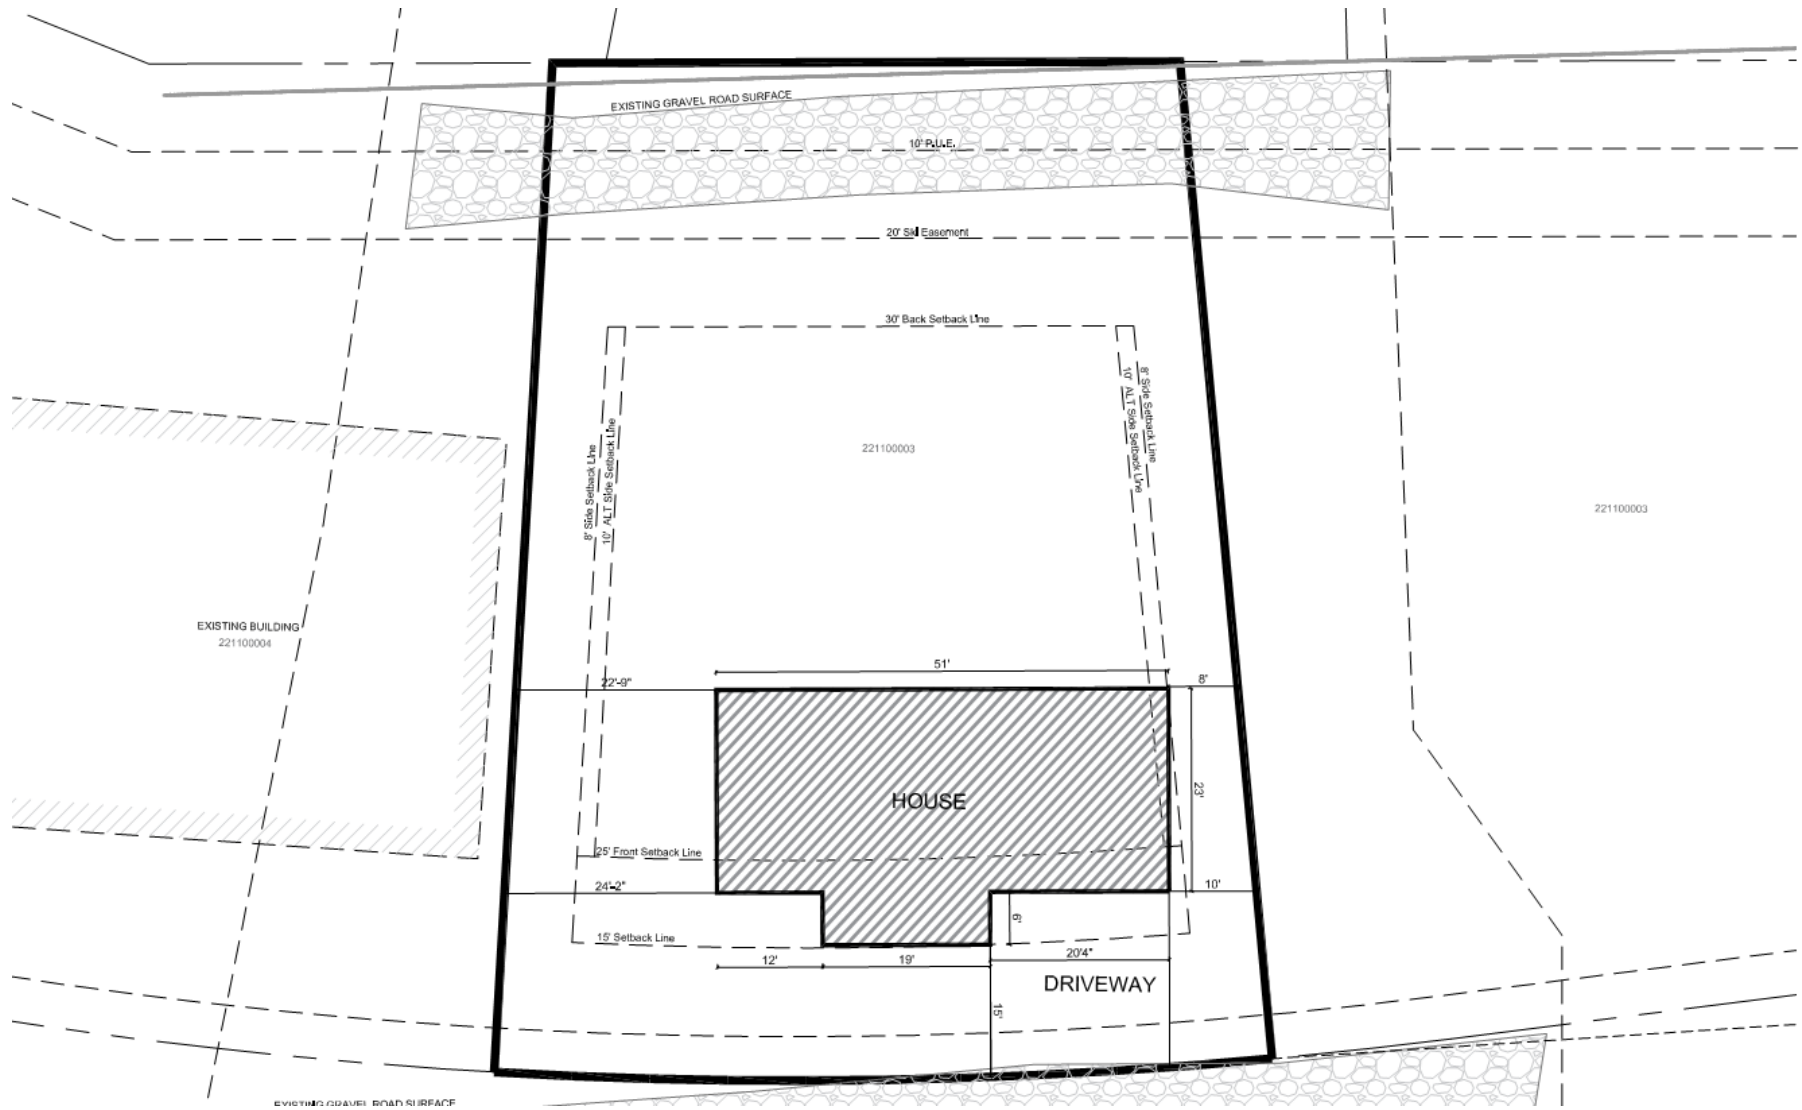 EXISTING GRAVEL ROAD SURFACE
10' P.U.E.
20' Ski Easement
30' Back Setback Line
8' Side Setback Line
10' ALT Side Setback Line
8' Side Setback Line
10' ALT Side Setback Line
221100003
221100003
EXISTING BUILDING
221100004
51'
22'-9"
8'
23'
HOUSE
25' Front Setback Line
24'-2"
10'
6'
15' Setback Line
12'
19'
20'4"
DRIVEWAY
15'
EXISTING GRAVEL ROAD SURFACE